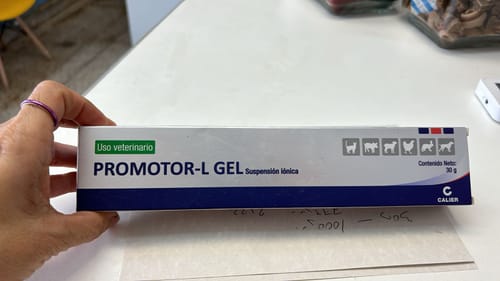 Uso veterinario
PROMOTOR-L GEL Suspensión iónica
Contenido Neto:
30 g
CALIER